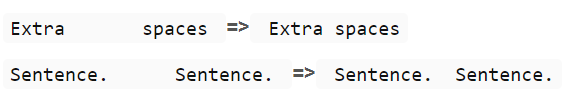 Extra       spaces => Extra spaces
Sentence.      Sentence. => Sentence.  Sentence.